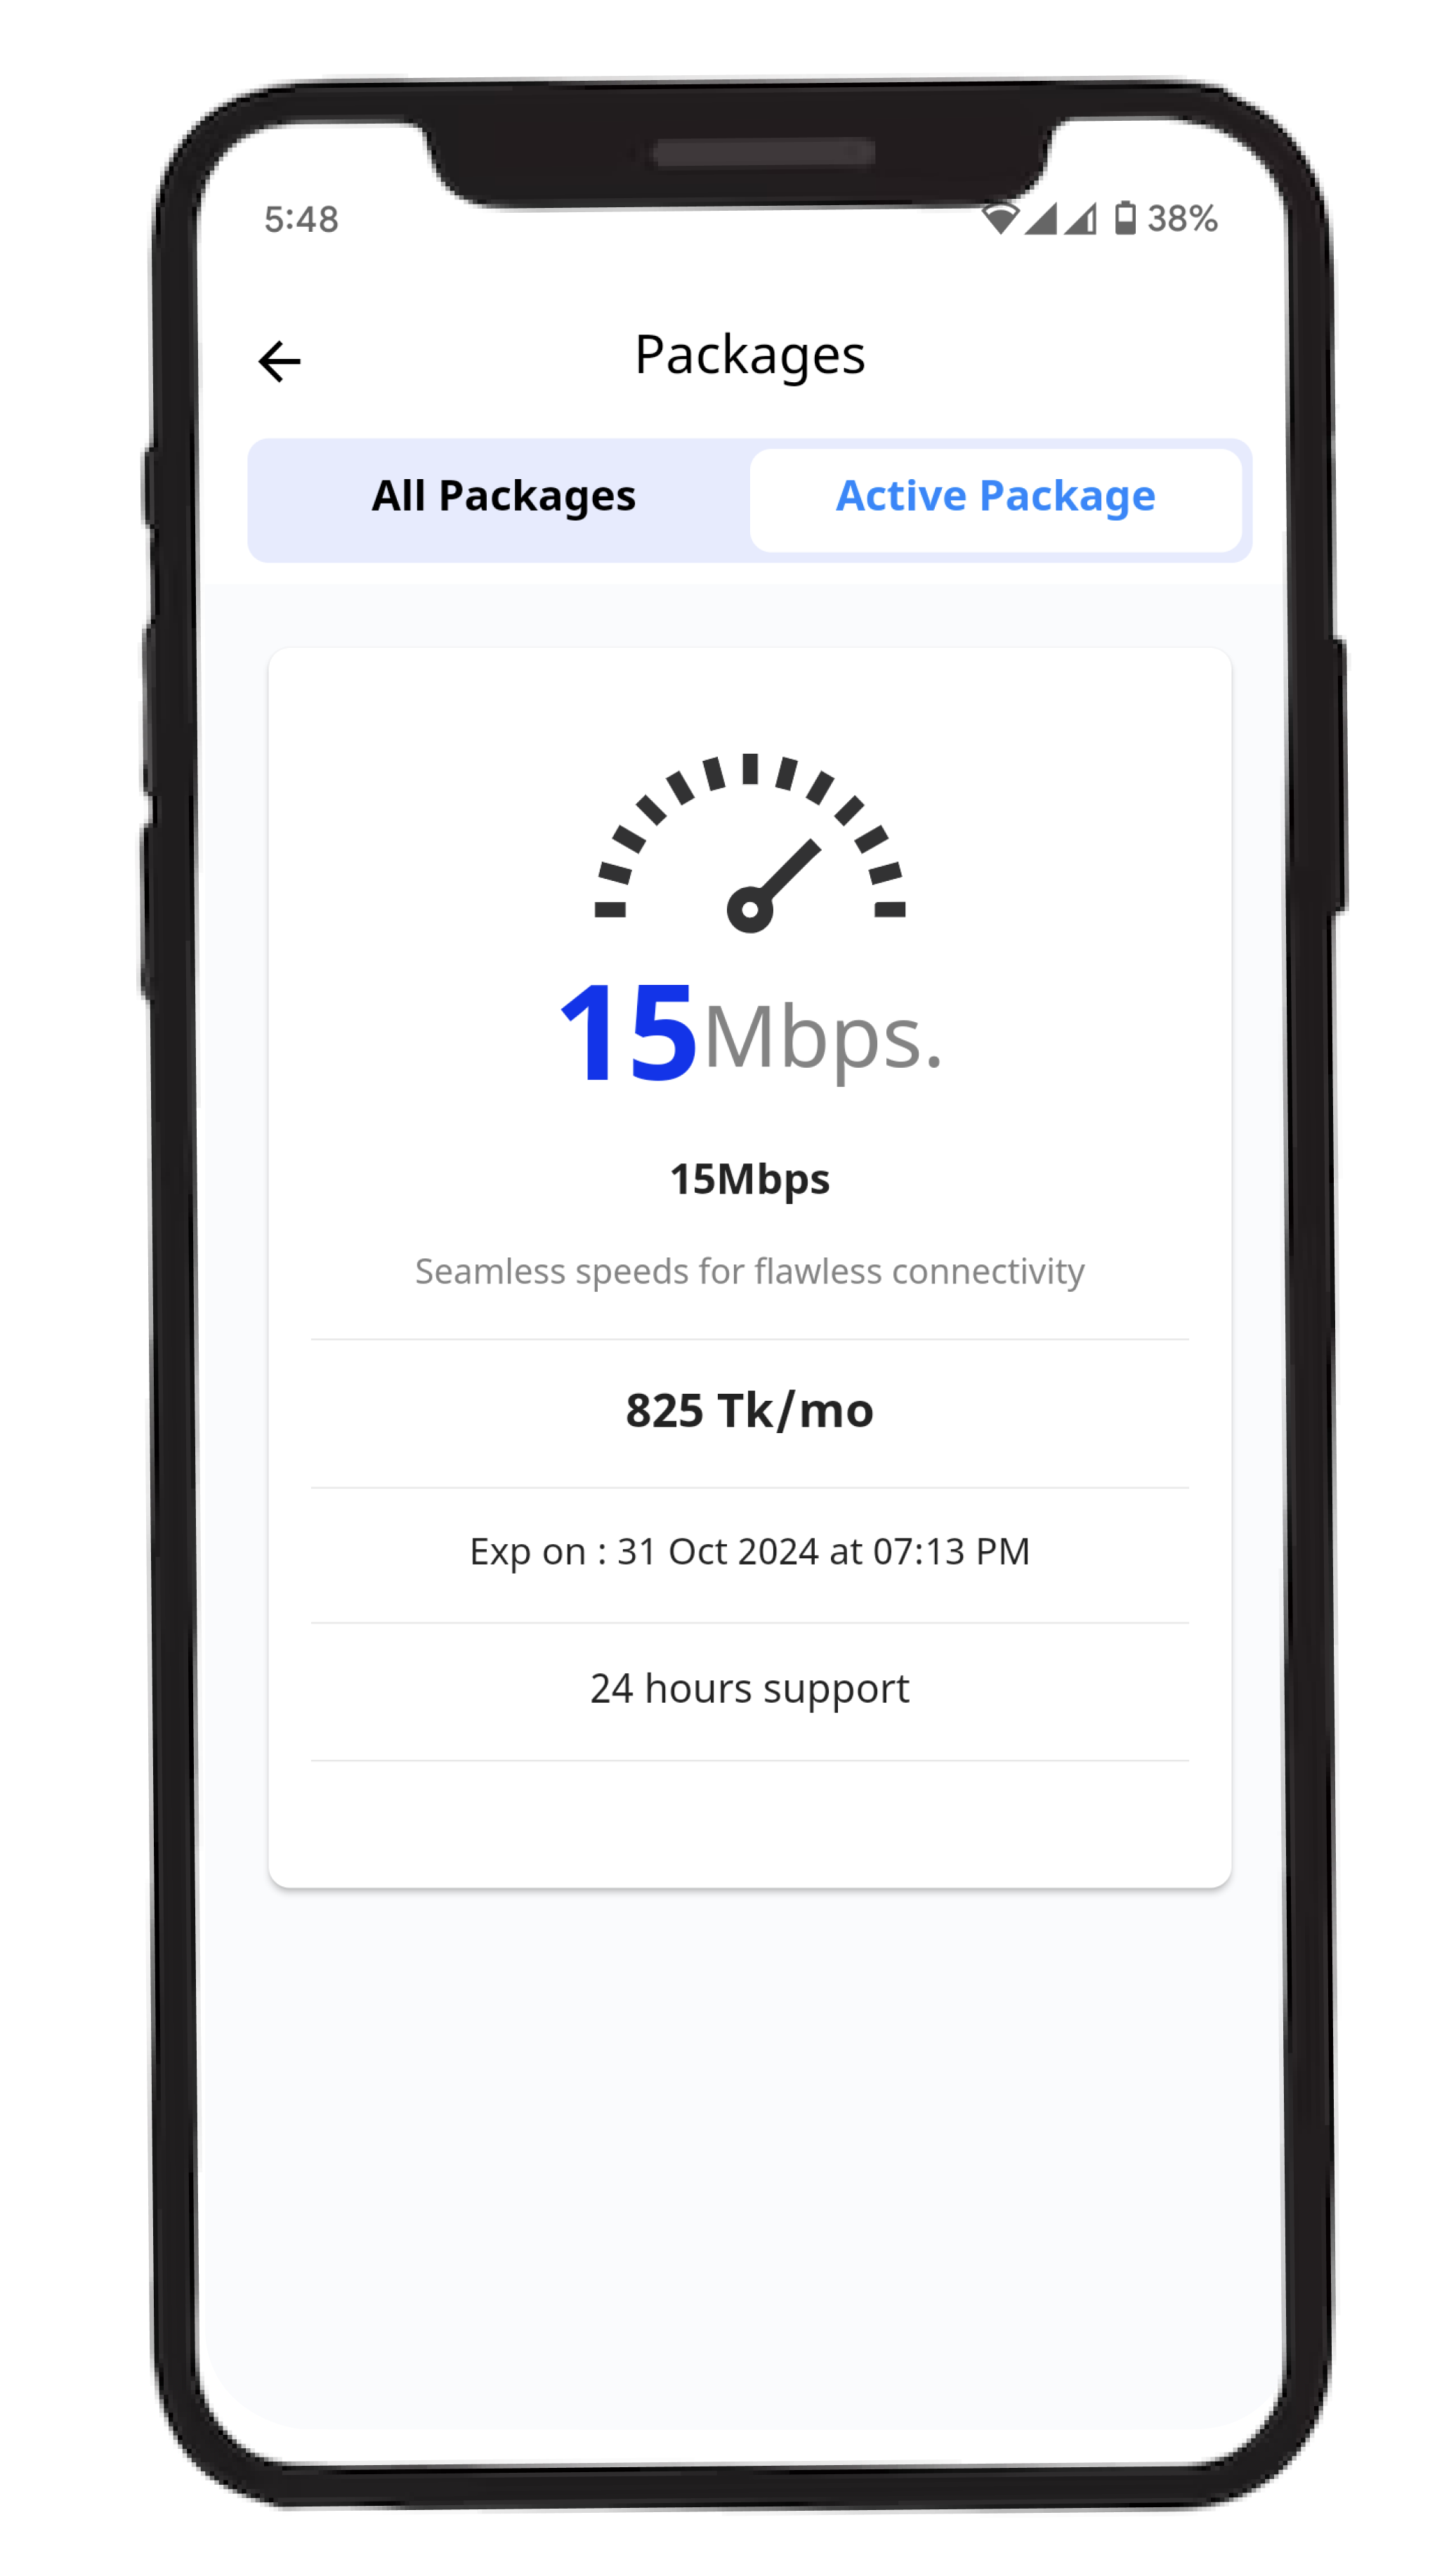 5:48 38%
Packages
All Packages Active Package
15Mbps.
15Mbps
Seamless speeds for flawless connectivity
825 Tk/mo
Exp on : 31 Oct 2024 at 07:13 PM
24 hours support